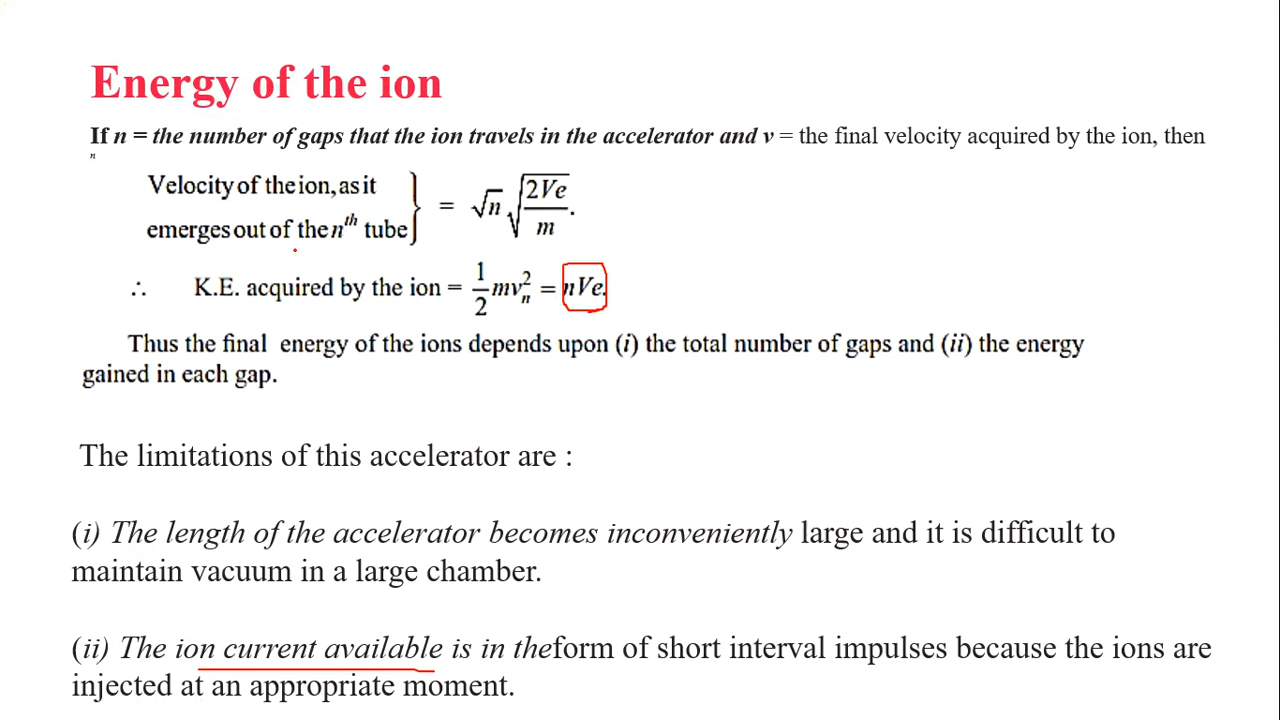 Energy of the ion
If n = the number of gaps that the ion travels in the accelerator and v = the final velocity acquired by the ion, then
n
Velocity of the ion, as it
emerges out of the nth tube } = √n √(2Ve/m).
∴ K.E. acquired by the ion = 1/2 mv_n^2 = nVe.
Thus the final energy of the ions depends upon (i) the total number of gaps and (ii) the energy
gained in each gap.
The limitations of this accelerator are :
(i) The length of the accelerator becomes inconveniently large and it is difficult to
maintain vacuum in a large chamber.
(ii) The ion current available is in theform of short interval impulses because the ions are
injected at an appropriate moment.